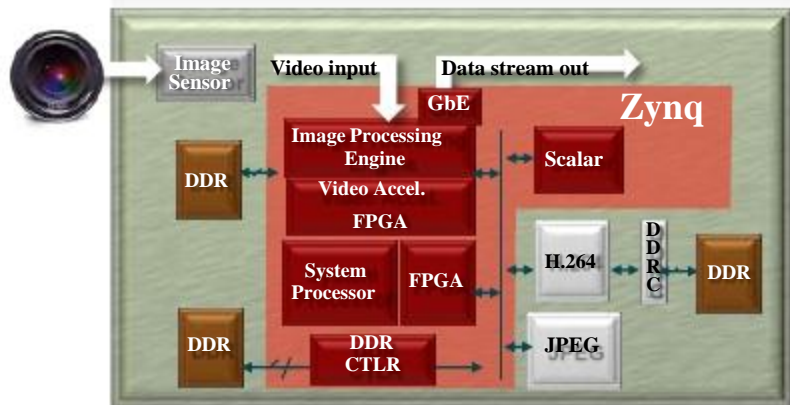 Image
Sensor
Video input
Data stream out
GbE
Zynq
Image Processing
Engine
Scalar
DDR
Video Accel.
FPGA
System
Processor
FPGA
H.264
DDRC
DDR
DDR
DDR
CTLR
JPEG